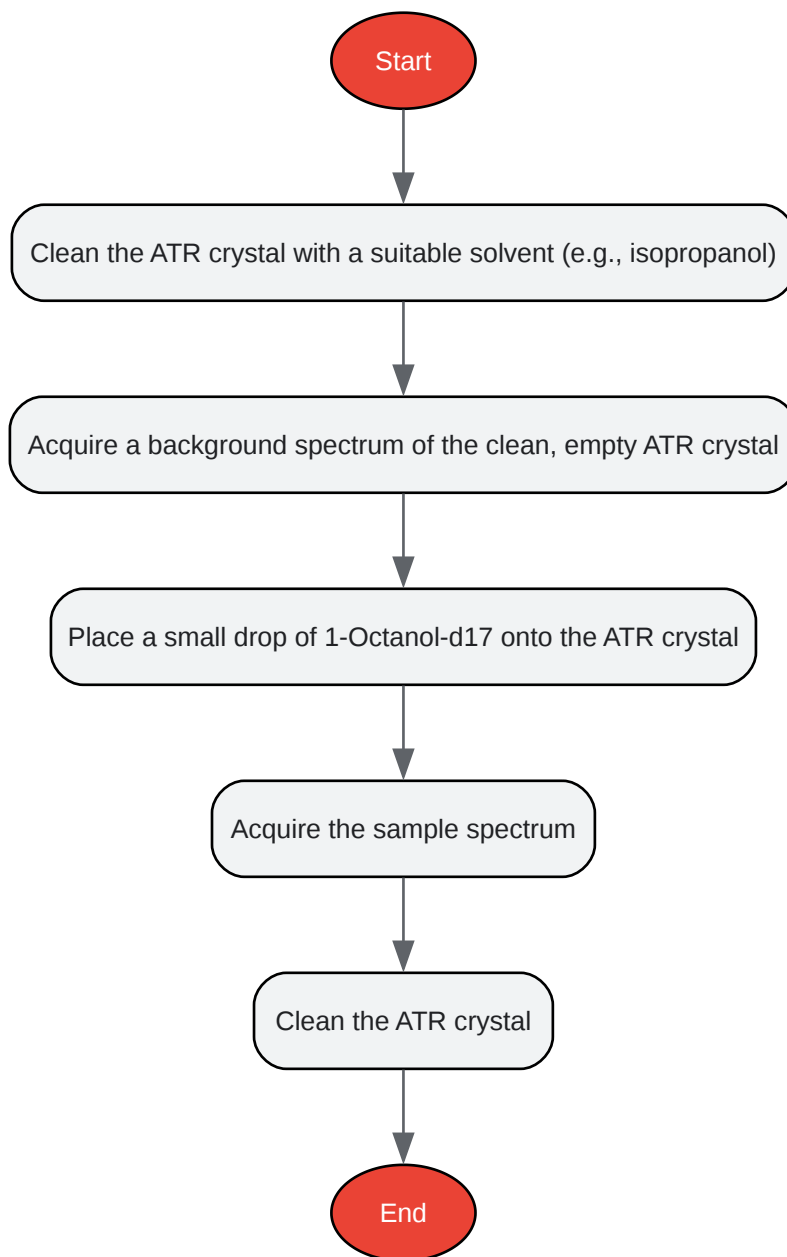 Start
Clean the ATR crystal with a suitable solvent (e.g., isopropanol)
Acquire a background spectrum of the clean, empty ATR crystal
Place a small drop of 1-Octanol-d17 onto the ATR crystal
Acquire the sample spectrum
Clean the ATR crystal
End